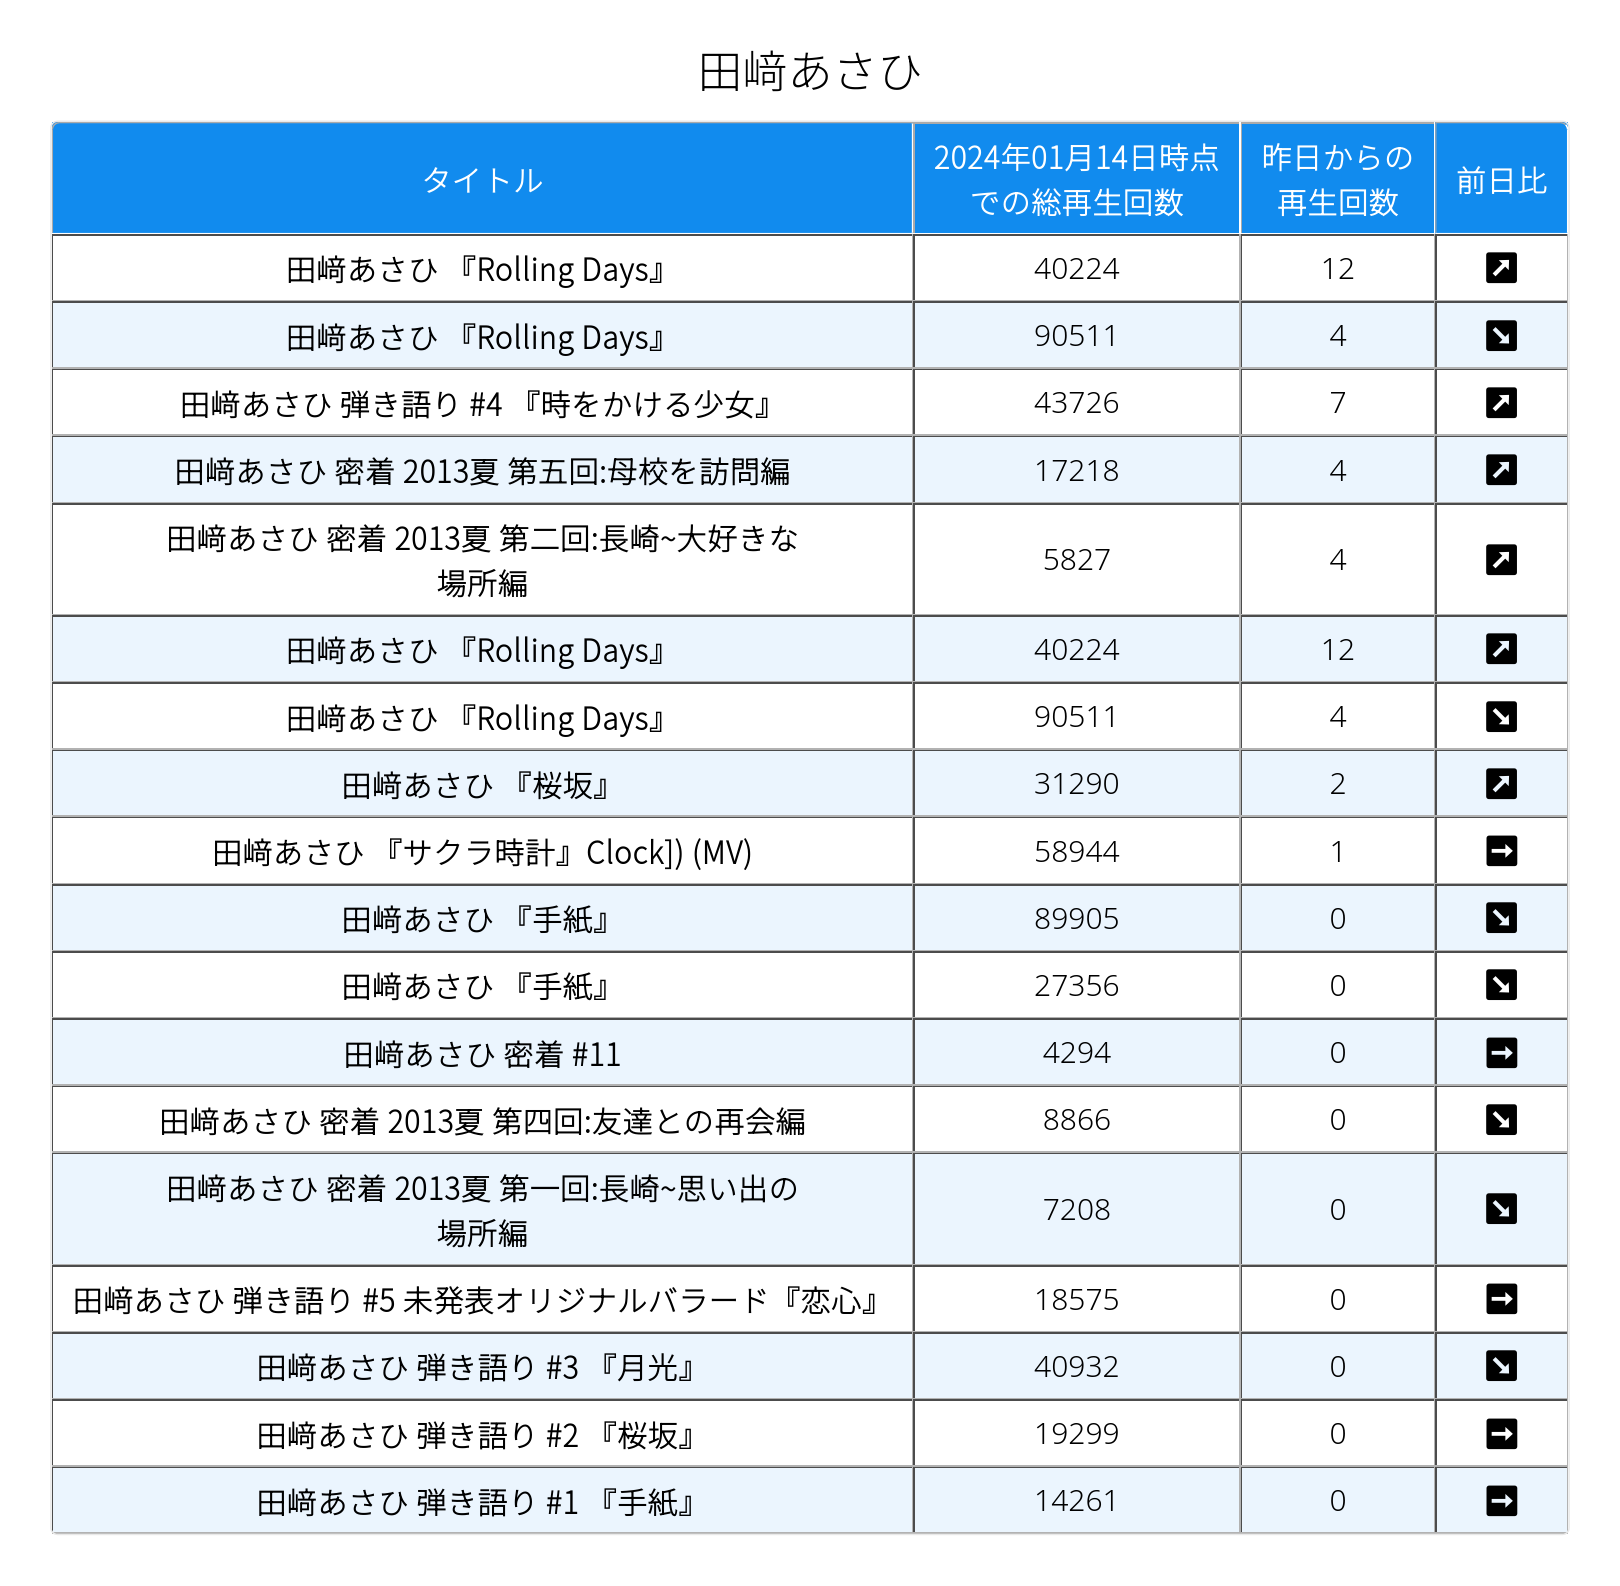 田﨑あさひ
タイトル
2024年01月14日時点
での総再生回数
昨日からの
再生回数
前日比
田﨑あさひ 『Rolling Days』 40224 12 ↗
田﨑あさひ 『Rolling Days』 90511 4 ↘
田﨑あさひ 弾き語り #4 『時をかける少女』 43726 7 ↗
田﨑あさひ 密着 2013夏 第五回:母校を訪問編 17218 4 ↗
田﨑あさひ 密着 2013夏 第二回:長崎~大好きな
場所編 5827 4 ↗
田﨑あさひ 『Rolling Days』 40224 12 ↗
田﨑あさひ 『Rolling Days』 90511 4 ↘
田﨑あさひ 『桜坂』 31290 2 ↗
田﨑あさひ 『サクラ時計』Clock]) (MV) 58944 1 →
田﨑あさひ 『手紙』 89905 0 ↘
田﨑あさひ 『手紙』 27356 0 ↘
田﨑あさひ 密着 #11 4294 0 →
田﨑あさひ 密着 2013夏 第四回:友達との再会編 8866 0 ↘
田﨑あさひ 密着 2013夏 第一回:長崎~思い出の
場所編 7208 0 ↘
田﨑あさひ 弾き語り #5 未発表オリジナルバラード『恋心』 18575 0 →
田﨑あさひ 弾き語り #3 『月光』 40932 0 ↘
田﨑あさひ 弾き語り #2 『桜坂』 19299 0 →
田﨑あさひ 弾き語り #1 『手紙』 14261 0 →